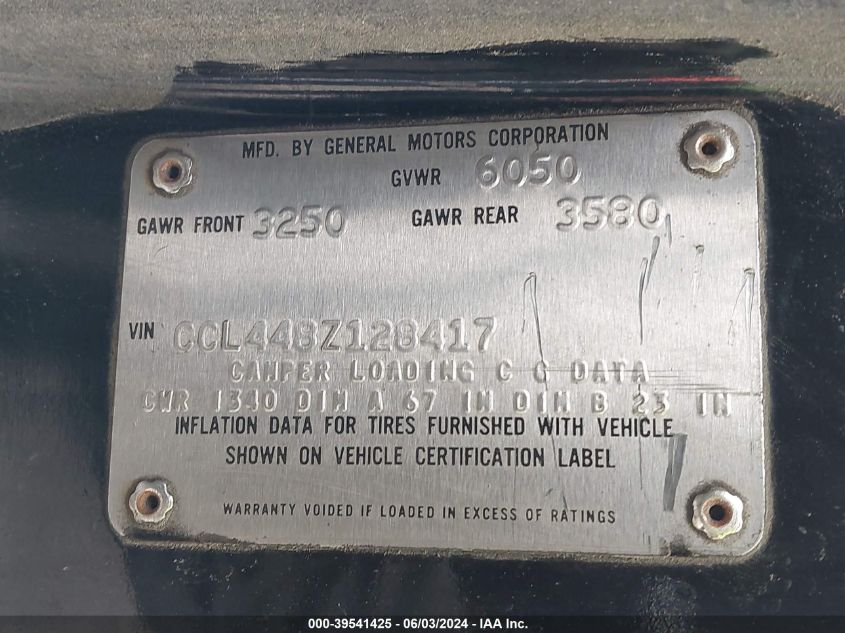 MFD. BY GENERAL MOTORS CORPORATION
GVWR 6050
GAWR FRONT 3250 GAWR REAR 3580
VIN CCL448Z128417
CAMPER LOADING C G DATA
CWR 1340 DIM A 67 IN DIM B 23 IN
INFLATION DATA FOR TIRES FURNISHED WITH VEHICLE
SHOWN ON VEHICLE CERTIFICATION LABEL
WARRANTY VOIDED IF LOADED IN EXCESS OF RATINGS
000-39541425 - 06/03/2024 - IAA Inc.